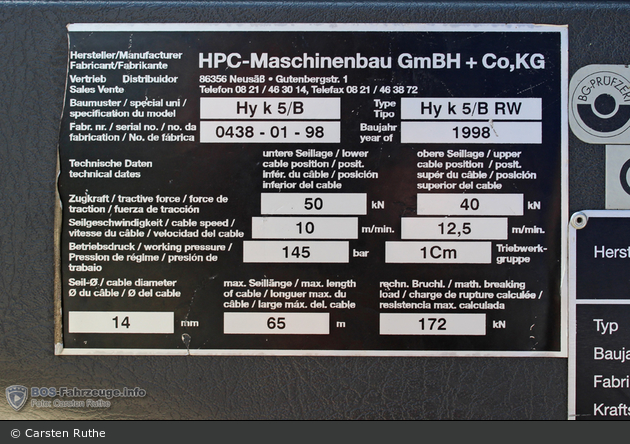 Hersteller/Manufacturer
Fabricant/Fabrikante
HPC-Maschinenbau GmBH + Co,KG
Vertrieb Distribuidor
Sales Vente
86356 Neusäß • Gutenbergstr. 1
Telefon 08 21 / 46 30 14, Telefax 08 21 / 46 38 72
Baumuster / spécial uni /
specification du model
Hy k 5/B
Type
Tipo
Hy k 5/B RW
Fabr. nr. / serial no. / no. da
fabrication / No. de fábrica
0438 - 01 - 98
Baujahr
year of
1998
Technische Daten
technical dates
untere Seillage / lower
cable position / posit.
infér. du câble / posición
inferior del cable
obere Seillage / upper
cable position / posit.
supér du câble / posición
superior del cable
Zugkraft / tractive force / force de
traction / fuerza de tracción
50 kN
40 kN
Seilgeschwindigkeit / cable speed /
vitesse du câble / velocidad del cable
10 m/min.
12,5 m/min.
Betriebsdruck / working pressure /
Pression de régime / presión de
trabaio
145 bar
1Cm
Triebwerk-
gruppe
Seil-Ø / cable diameter
Ø du câble / Ø del cable
14 mm
max. Seillänge / max. length
of cable / longuer max. du
câble / large máx. del. cable
65 m
rechn. Bruchl. / math. breaking
load / charge de rupture calculée /
resistencia max. calculada
172 kN
BG-PRÜFZERT
Herst
Typ
Bauja
Fabri
Krafts
BOS-Fahrzeuge.info
Foto: Carsten Ruthe
© Carsten Ruthe